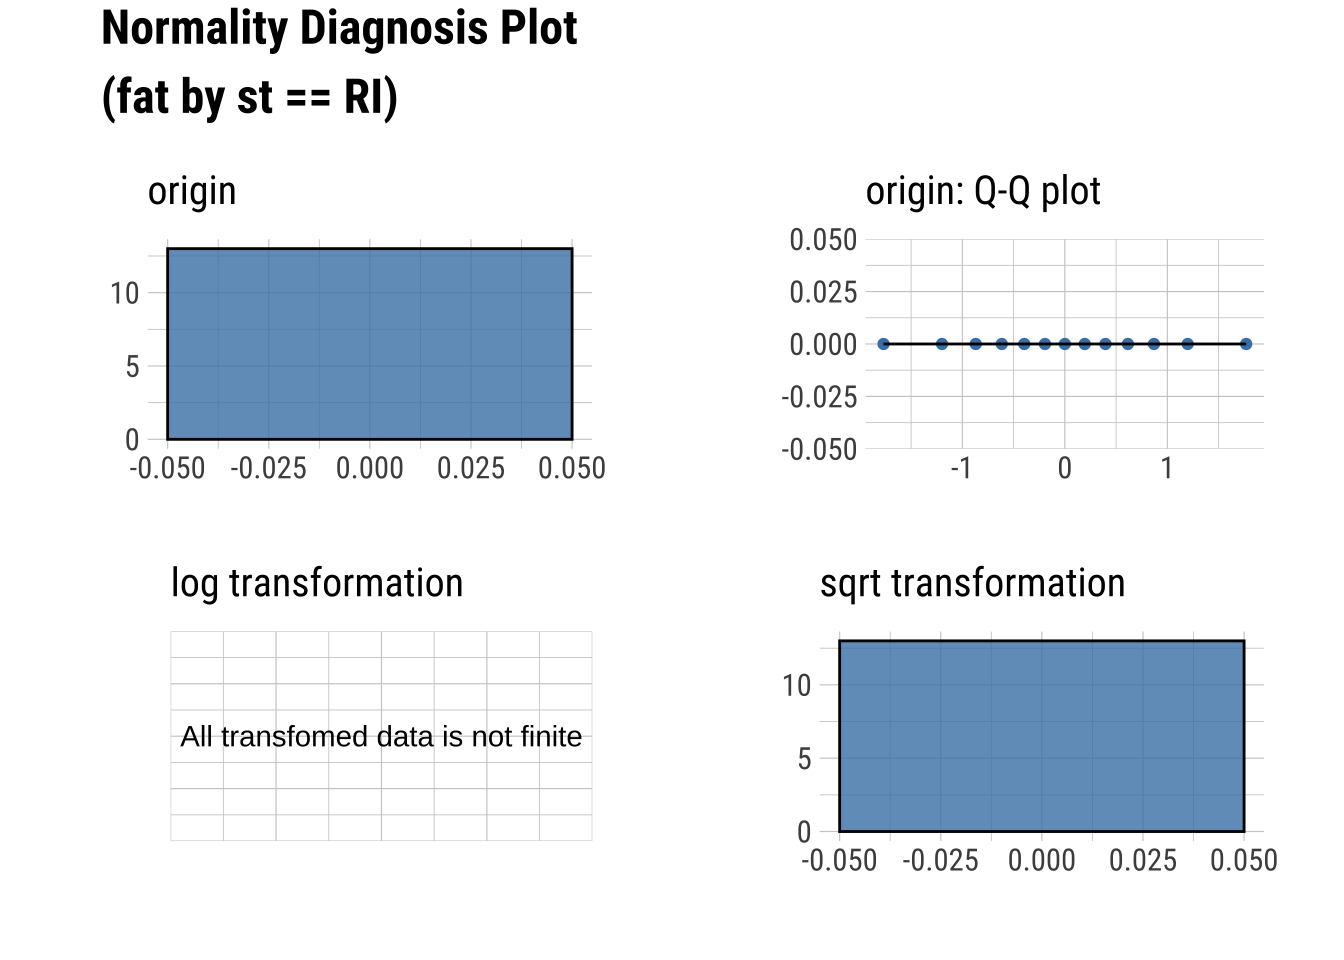 Normality Diagnosis Plot
(fat by st == RI)
origin
10
5
0
-0.050 -0.025 0.000 0.025 0.050
origin: Q-Q plot
0.050
0.025
0.000
-0.025
-0.050
-1 0 1
log transformation
All transfomed data is not finite
sqrt transformation
10
5
0
-0.050 -0.025 0.000 0.025 0.050